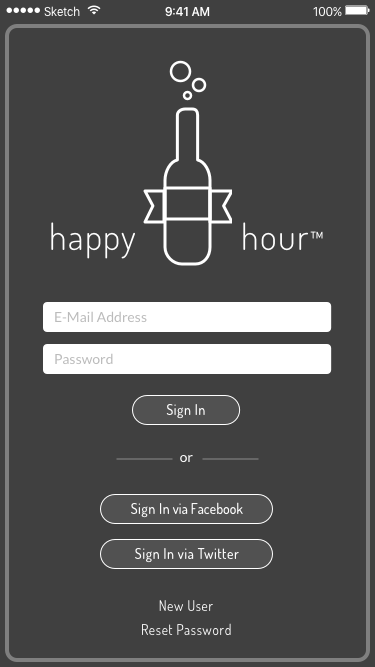 Sketch 9:41 AM 100%
happy hour™
E-Mail Address
Password
Sign In
or
Sign In via Facebook
Sign In via Twitter
New User
Reset Password